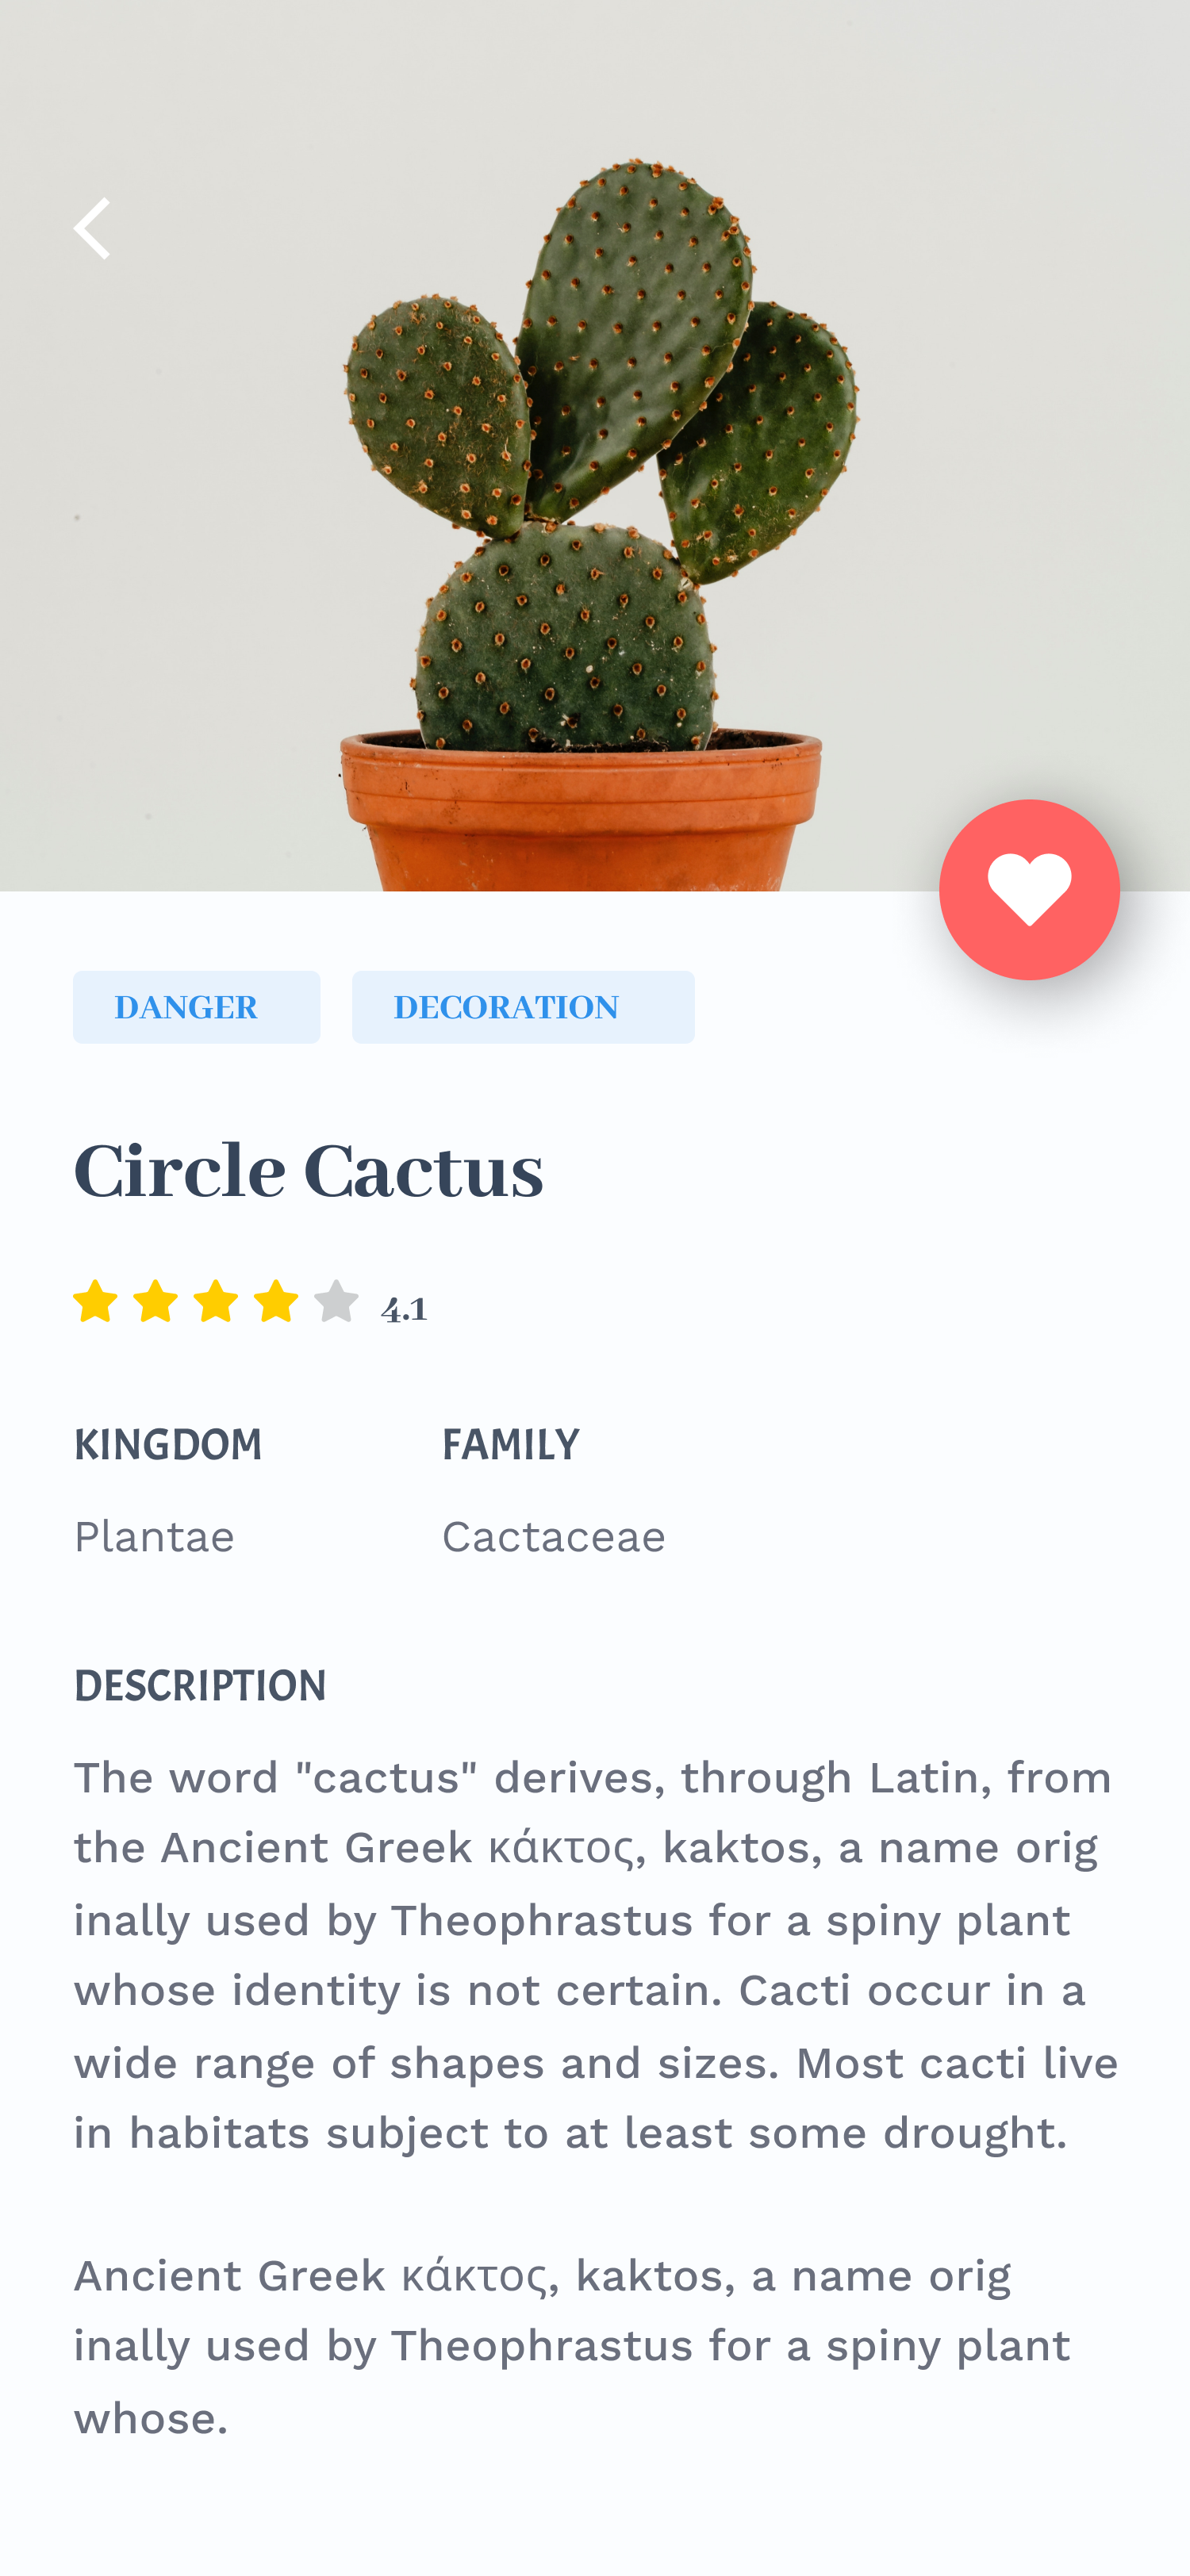 DANGER DECORATION
Circle Cactus
4.1
KINGDOM FAMILY
Plantae Cactaceae
DESCRIPTION
The word "cactus" derives, through Latin, from
the Ancient Greek κάκτος, kaktos, a name orig
inally used by Theophrastus for a spiny plant
whose identity is not certain. Cacti occur in a
wide range of shapes and sizes. Most cacti live
in habitats subject to at least some drought.
Ancient Greek κάκτος, kaktos, a name orig
inally used by Theophrastus for a spiny plant
whose.